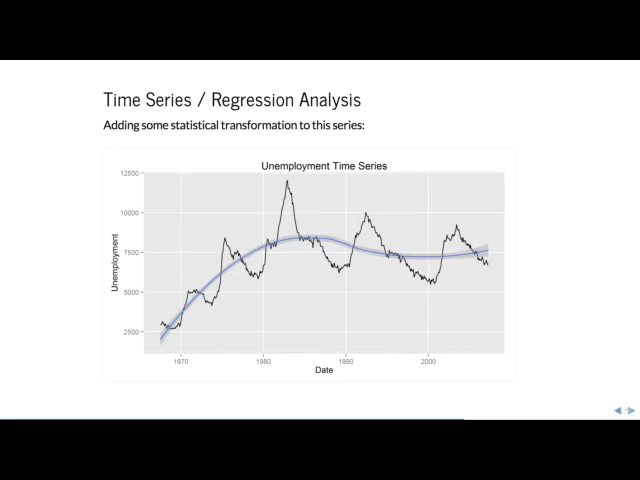 Time Series / Regression Analysis
Adding some statistical transformation to this series:
Unemployment Time Series
12500
10000
7500
5000
2500
Unemployment
1970 1980 1990 2000
Date